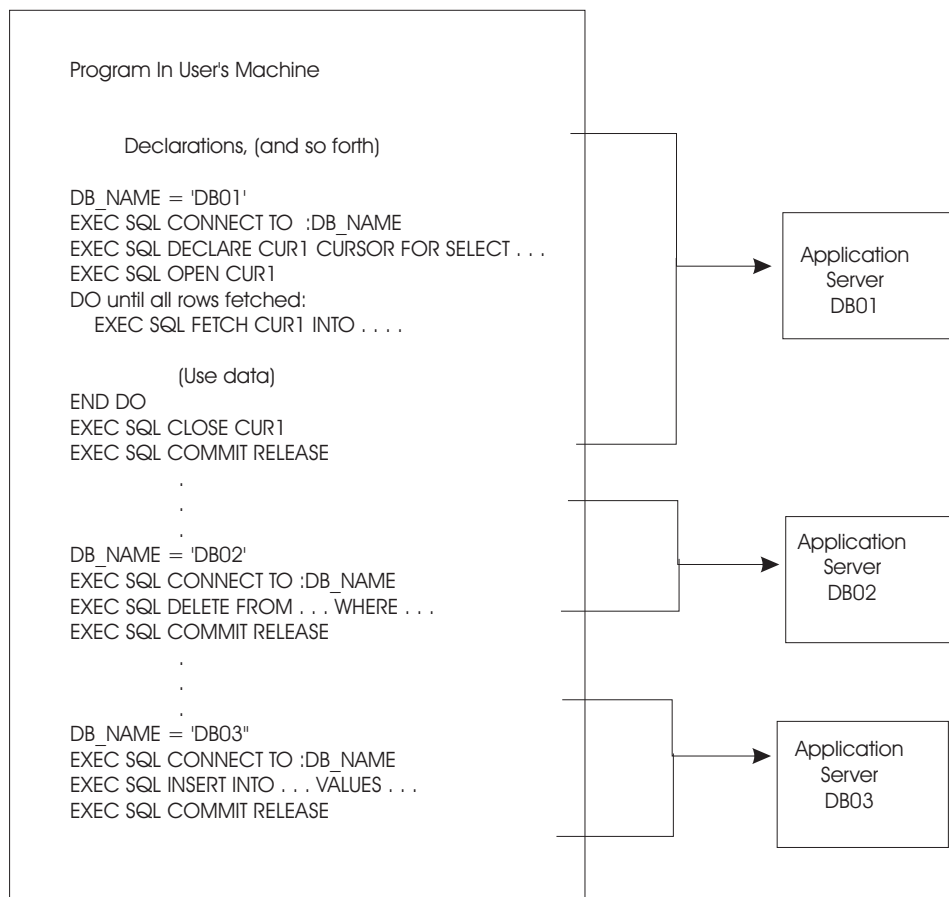 Program In User's Machine
Declarations, (and so forth)
DB_NAME = 'DB01'
EXEC SQL CONNECT TO :DB_NAME
EXEC SQL DECLARE CUR1 CURSOR FOR SELECT . . .
EXEC SQL OPEN CUR1
DO until all rows fetched:
EXEC SQL FETCH CUR1 INTO . . . .
(Use data)
END DO
EXEC SQL CLOSE CUR1
EXEC SQL COMMIT RELEASE
.
.
.
DB_NAME = 'DB02'
EXEC SQL CONNECT TO :DB_NAME
EXEC SQL DELETE FROM . . . WHERE . . .
EXEC SQL COMMIT RELEASE
.
.
.
DB_NAME = 'DB03"
EXEC SQL CONNECT TO :DB_NAME
EXEC SQL INSERT INTO . . . VALUES . . .
EXEC SQL COMMIT RELEASE
Application
Server
DB01
Application
Server
DB02
Application
Server
DB03